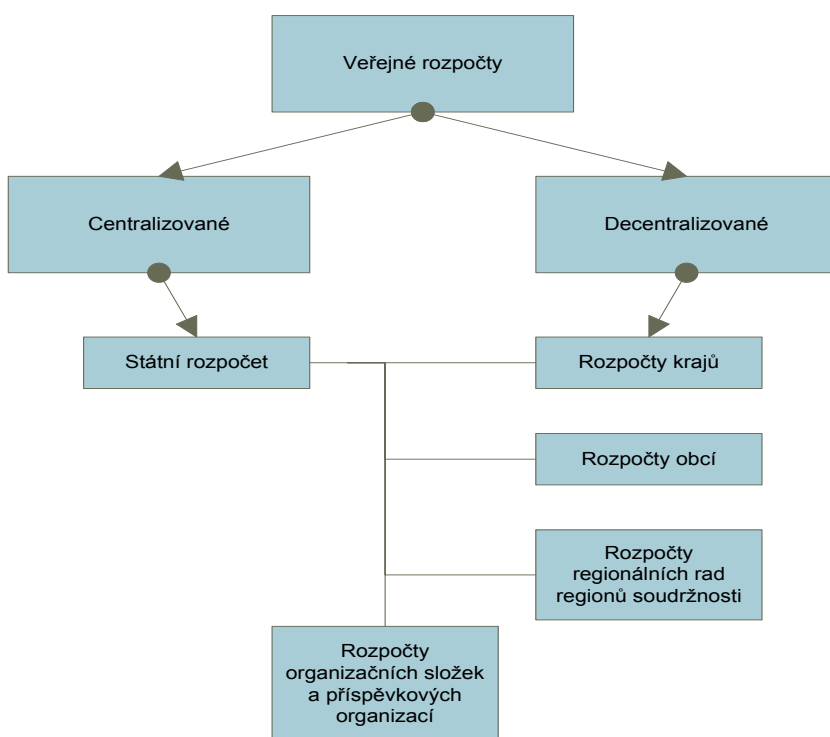 Veřejné rozpočty
Centralizované
Decentralizované
Státní rozpočet
Rozpočty krajů
Rozpočty obcí
Rozpočty
regionálních rad
regionů soudržnosti
Rozpočty
organizačních složek
a příspěvkových
organizací